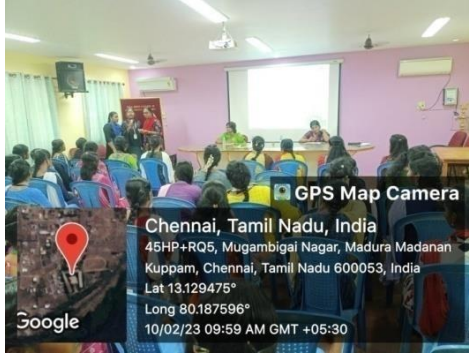 GPS Map Camera
Chennai, Tamil Nadu, India
45HP+RQ5, Mugambigai Nagar, Madura Madanan
Kuppam, Chennai, Tamil Nadu 600053, India
Lat 13.129475°
Long 80.187596°
10/02/23 09:59 AM GMT +05:30
Google